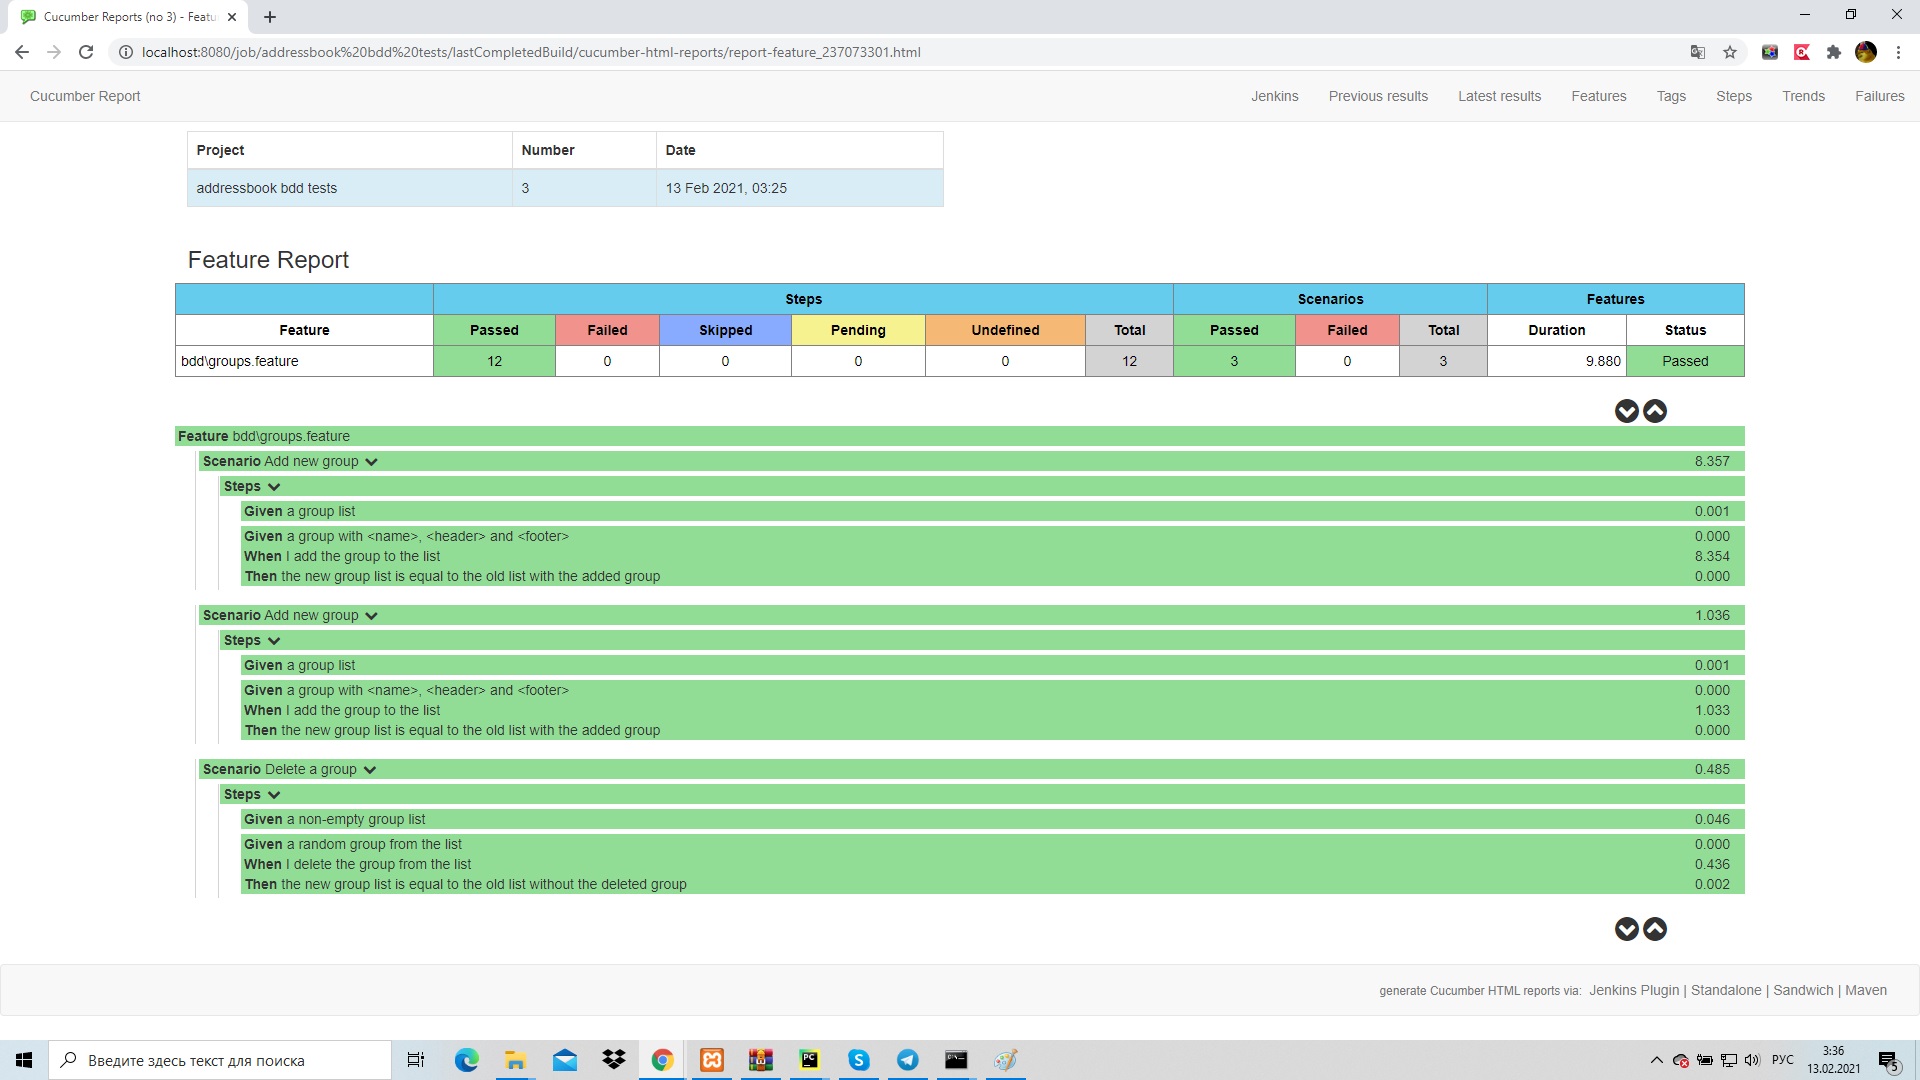 Cucumber Reports (no 3) - Featu
localhost:8080/job/addressbook%20bdd%20tests/lastCompletedBuild/cucumber-html-reports/report-feature_237073301.html
Cucumber Report Jenkins Previous results Latest results Features Tags Steps Trends Failures
Project Number Date
addressbook bdd tests 3 13 Feb 2021, 03:25
Feature Report
Steps Scenarios Features
Feature Passed Failed Skipped Pending Undefined Total Passed Failed Total Duration Status
bdd\groups.feature 12 0 0 0 0 12 3 0 3 9.880 Passed
Feature bdd\groups.feature
Scenario Add new group 8.357
Steps
Given a group list 0.001
Given a group with <name>, <header> and <footer> 0.000
When I add the group to the list 8.354
Then the new group list is equal to the old list with the added group 0.000
Scenario Add new group 1.036
Steps
Given a group list 0.001
Given a group with <name>, <header> and <footer> 0.000
When I add the group to the list 1.033
Then the new group list is equal to the old list with the added group 0.000
Scenario Delete a group 0.485
Steps
Given a non-empty group list 0.046
Given a random group from the list 0.000
When I delete the group from the list 0.436
Then the new group list is equal to the old list without the deleted group 0.002
generate Cucumber HTML reports via: Jenkins Plugin | Standalone | Sandwich | Maven
Введите здесь текст для поиска
PC
РУС
3:36
13.02.2021
5